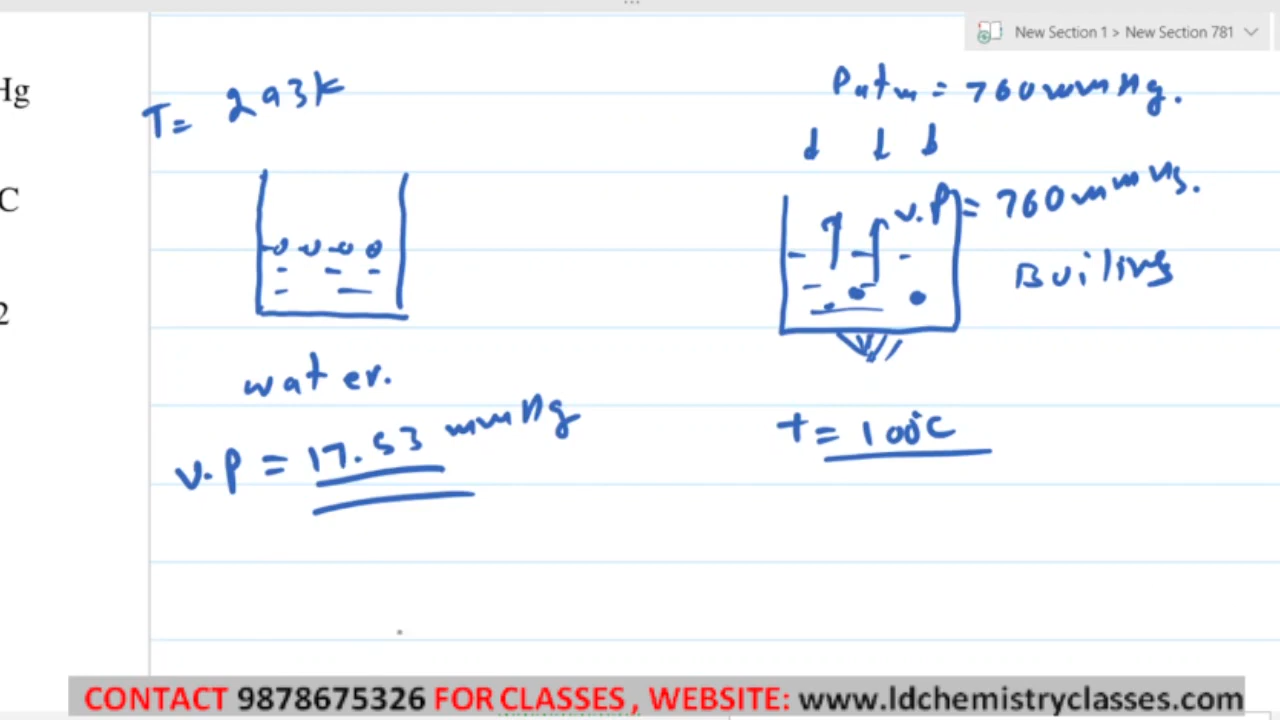 New Section 1 > New Section 781
Hg
C
2
T = 293K
water.
V.P = 17.53 mmHg
Patm = 760 mmHg.
V.P = 760 mmHg.
Boiling
t = 100°C
CONTACT 9878675326 FOR CLASSES, WEBSITE: www.ldchemistryclasses.com